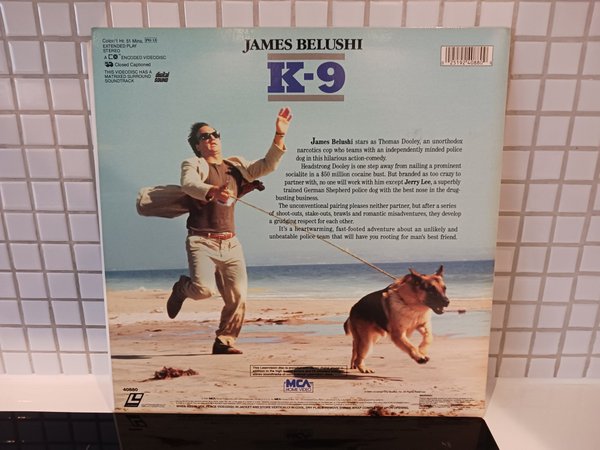 Color/1 Hr. 51 Mins. PG-13
EXTENDED PLAY
STEREO
A CX ENCODED VIDEODISC
Closed Captioned
THIS VIDEODISC HAS A
MATRIXED SURROUND
SOUNDTRACK
digital
SOUND
JAMES BELUSHI
K-9
James Belushi stars as Thomas Dooley, an unorthodox
narcotics cop who teams with an independently minded police
dog in this hilarious action-comedy.
Headstrong Dooley is one step away from nailing a prominent
socialite in a $50 million cocaine bust. But branded as too crazy to
partner with, no one will work with him except Jerry Lee, a superbly
trained German Shepherd police dog with the best nose in the drug-
busting business.
The unconventional pairing pleases neither partner, but after a series
of shoot-outs, stake-outs, brawls and romantic misadventures, they develop
a grudging respect for each other.
It's a heartwarming, fast-footed adventure about an unlikely and
unbeatable police team that will have you rooting for man's best friend.
40880
MCA
HOME VIDEO